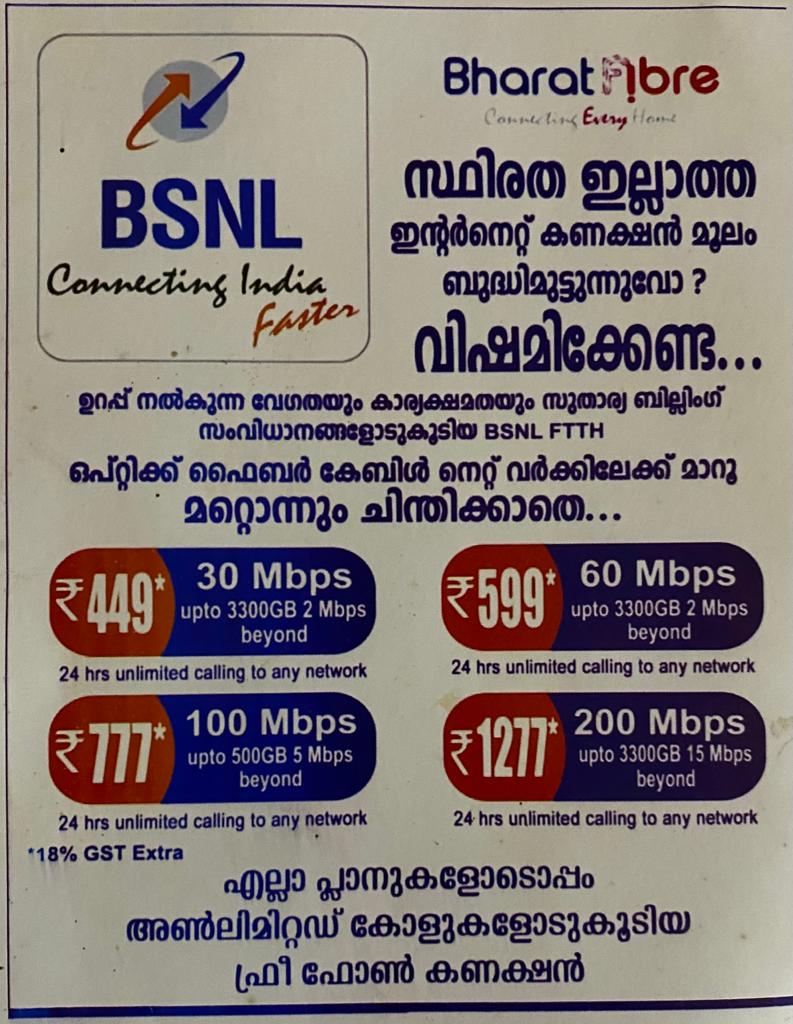 BSNL
Connecting India
Faster
Bharat Fibre
Connecting Every Home
സ്ഥിരത ഇല്ലാത്ത
ഇന്റർനെറ്റ് കണക്ഷൻ മൂലം
ബുദ്ധിമുട്ടുന്നുവോ ?
വിഷമിക്കേണ്ട...
ഉറപ്പ് നൽകുന്ന വേഗതയും കാര്യക്ഷമതയും സുതാര്യ ബില്ലിംഗ്
സംവിധാനങ്ങളോടുകൂടിയ BSNL FTTH
ഒപ്റ്റിക്ക് ഫൈബർ കേബിൾ നെറ്റ് വർക്കിലേക്ക് മാറൂ
മറ്റൊന്നും ചിന്തിക്കാതെ...
₹449* 30 Mbps
upto 3300GB 2 Mbps
beyond
24 hrs unlimited calling to any network
₹599* 60 Mbps
upto 3300GB 2 Mbps
beyond
24 hrs unlimited calling to any network
₹777* 100 Mbps
upto 500GB 5 Mbps
beyond
24 hrs unlimited calling to any network
₹1277* 200 Mbps
upto 3300GB 15 Mbps
beyond
24 hrs unlimited calling to any network
*18% GST Extra
എല്ലാ പ്ലാനുകളോടൊപ്പം
അൺലിമിറ്റഡ് കോളുകളോടുകൂടിയ
ഫ്രീ ഫോൺ കണക്ഷൻ